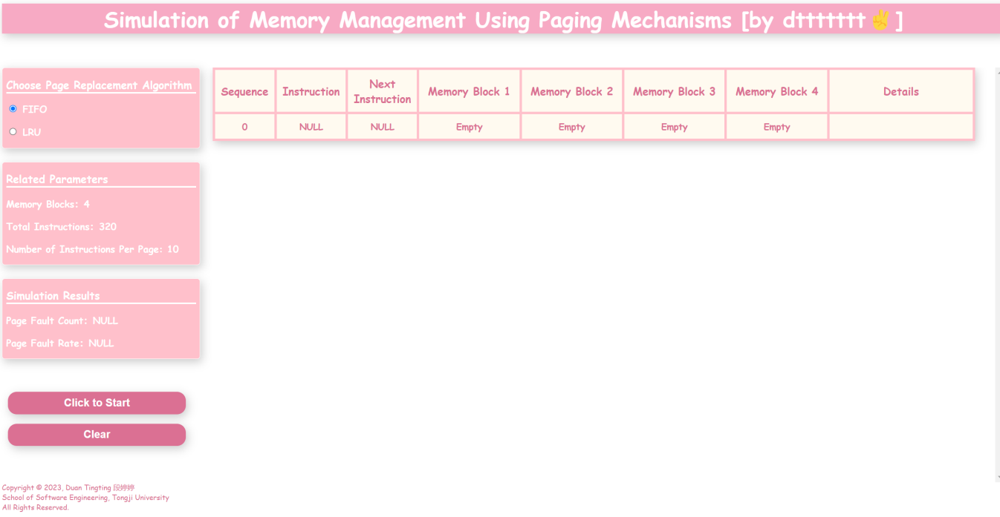 Simulation of Memory Management Using Paging Mechanisms [by dttttttt✌]
Choose Page Replacement Algorithm
FIFO
LRU
Related Parameters
Memory Blocks: 4
Total Instructions: 320
Number of Instructions Per Page: 10
Simulation Results
Page Fault Count: NULL
Page Fault Rate: NULL
Click to Start
Clear
Sequence Instruction Next Instruction Memory Block 1 Memory Block 2 Memory Block 3 Memory Block 4 Details
0 NULL NULL Empty Empty Empty Empty
Copyright © 2023, Duan Tingting 段婷婷
School of Software Engineering, Tongji University
All Rights Reserved.